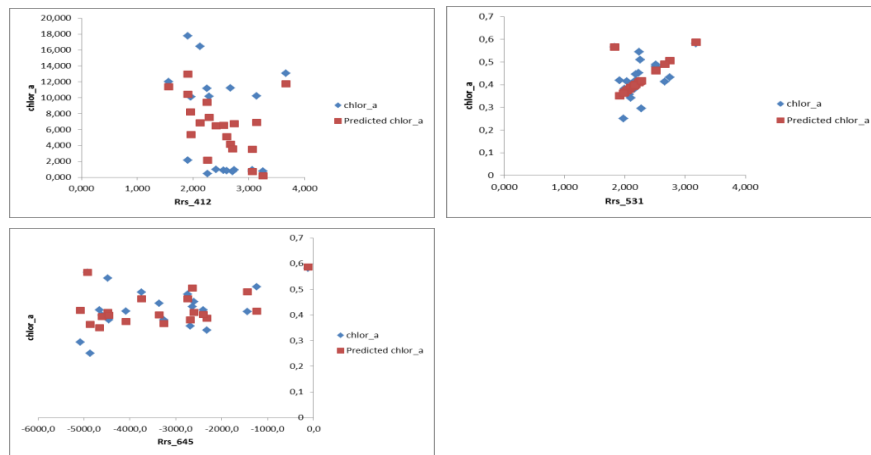 20,000
18,000
16,000
14,000
12,000
10,000
8,000
6,000
4,000
2,000
0,000
chlor_a
0,000 1,000 2,000 3,000 4,000
Rrs_412
chlor_a
Predicted chlor_a
0,7
0,6
0,5
0,4
0,3
0,2
0,1
0
chlor_a
0,000 1,000 2,000 3,000 4,000
Rrs_531
chlor_a
Predicted chlor_a
0,7
0,6
0,5
0,4
0,3
0,2
0,1
0
chlor_a
-6000,0 -5000,0 -4000,0 -3000,0 -2000,0 -1000,0 0,0
Rrs_645
chlor_a
Predicted chlor_a